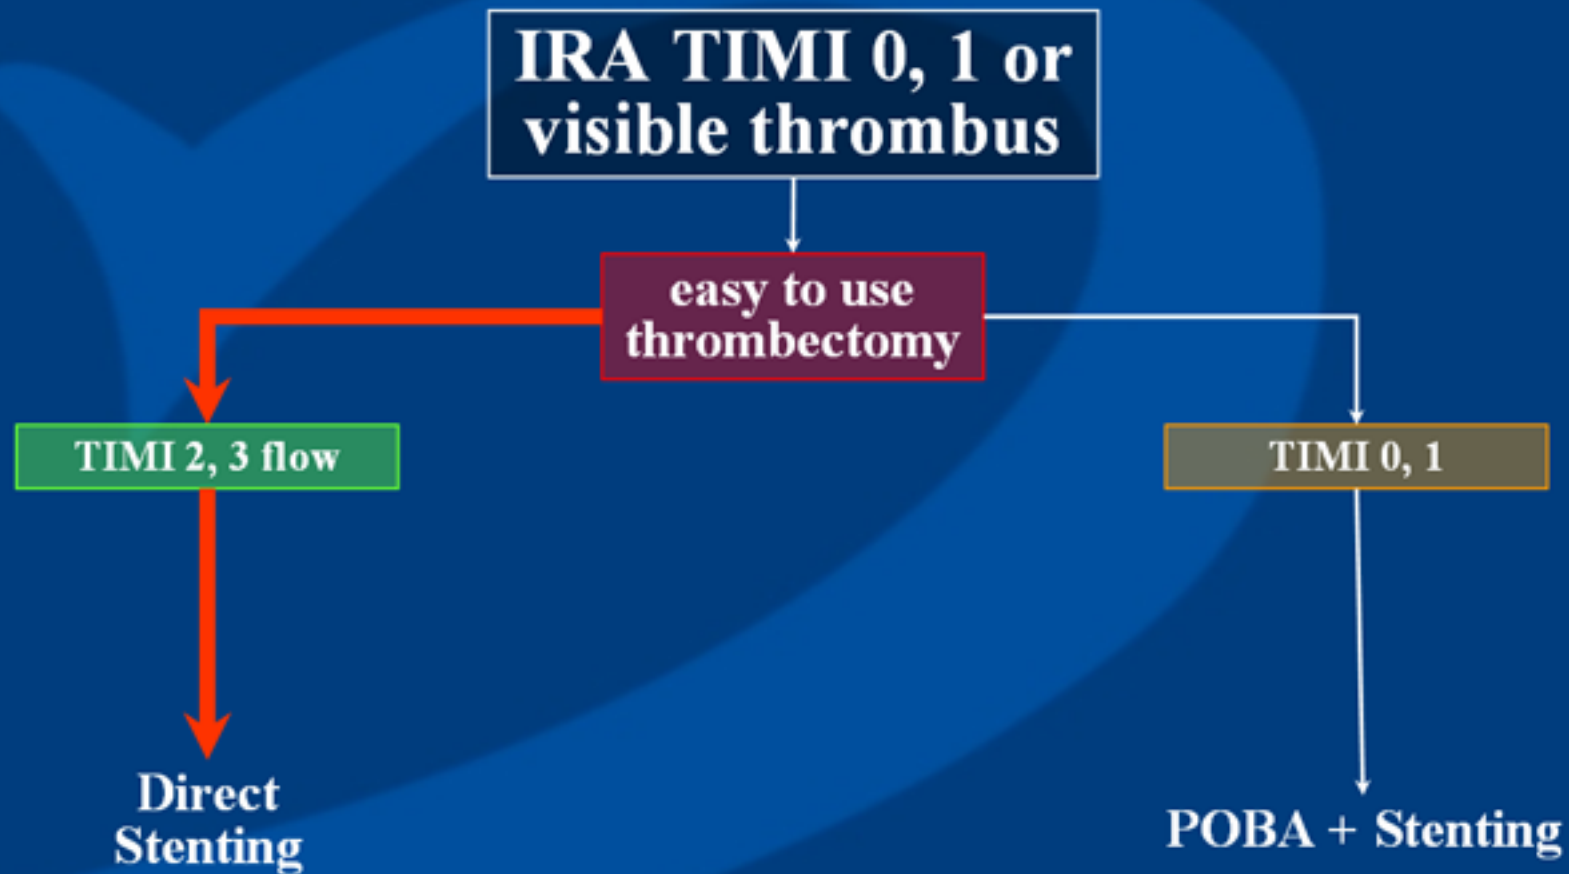 IRA TIMI 0, 1 or
visible thrombus
easy to use
thrombectomy
TIMI 2, 3 flow
TIMI 0, 1
Direct
Stenting
POBA + Stenting